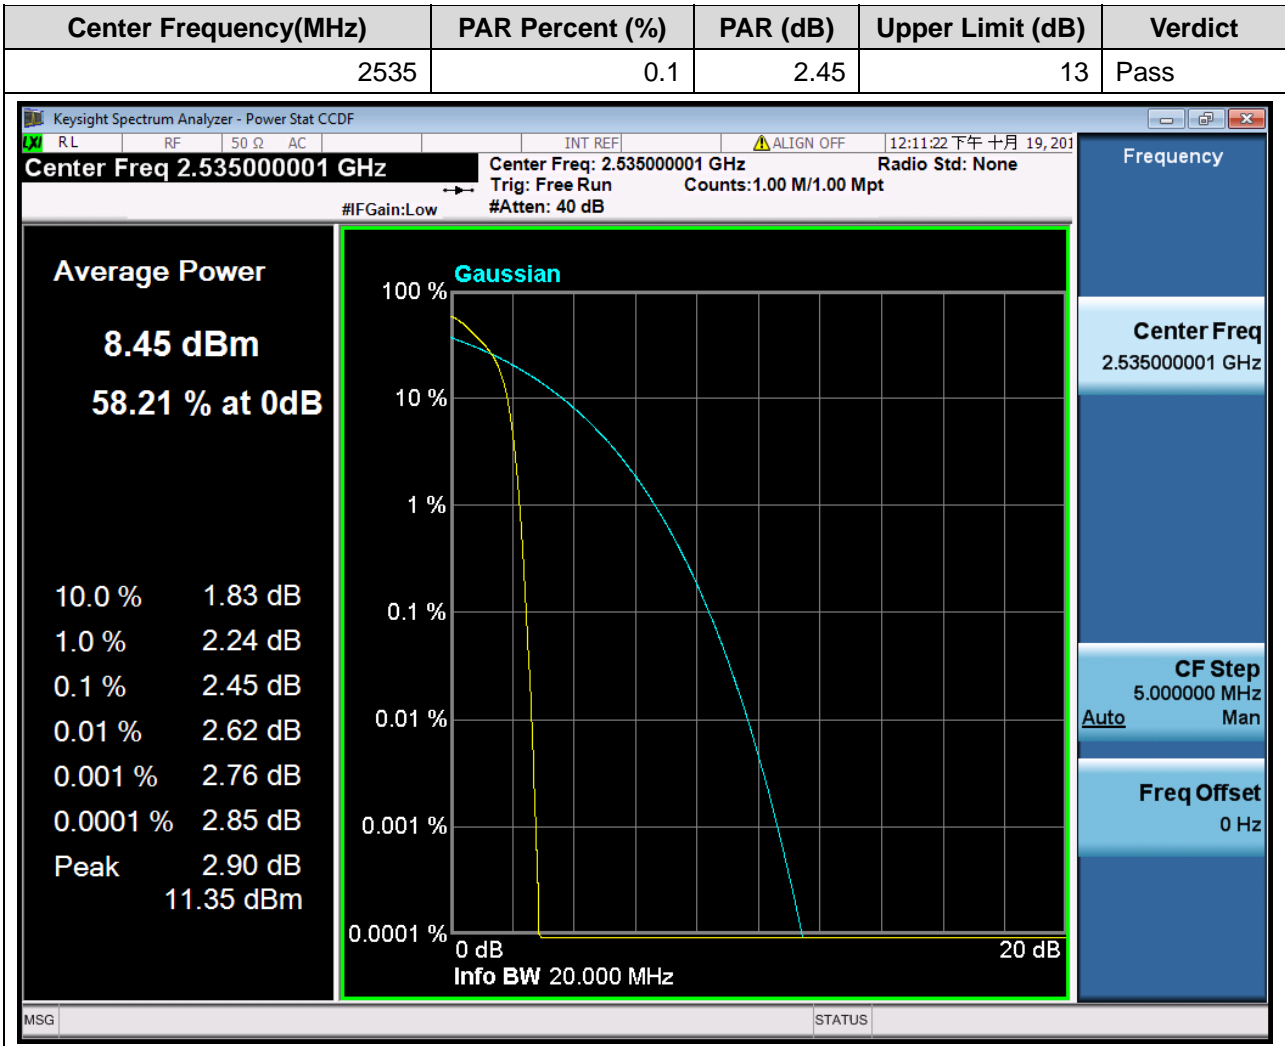 Center Frequency(MHz) PAR Percent (%) PAR (dB) Upper Limit (dB) Verdict
2535 0.1 2.45 13 Pass
Keysight Spectrum Analyzer - Power Stat CCDF
LXI RL RF 50 Ω AC INT REF ALIGN OFF 12:11:22 下午 十月 19, 201
Center Freq 2.535000001 GHz
Center Freq: 2.535000001 GHz Radio Std: None
Trig: Free Run Counts:1.00 M/1.00 Mpt
#IFGain:Low #Atten: 40 dB
Average Power
8.45 dBm
58.21 % at 0dB
10.0 % 1.83 dB
1.0 % 2.24 dB
0.1 % 2.45 dB
0.01 % 2.62 dB
0.001 % 2.76 dB
0.0001 % 2.85 dB
Peak 2.90 dB
11.35 dBm
Gaussian
100 %
10 %
1 %
0.1 %
0.01 %
0.001 %
0.0001 %
0 dB 20 dB
Info BW 20.000 MHz
Frequency
Center Freq
2.535000001 GHz
CF Step
5.000000 MHz
Auto Man
Freq Offset
0 Hz
MSG STATUS